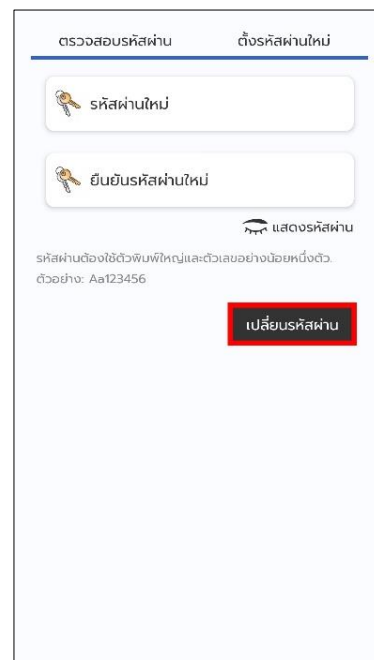 ตรวจสอบรหัสผ่าน ตั้งรหัสผ่านใหม่
รหัสผ่านใหม่
ยืนยันรหัสผ่านใหม่
แสดงรหัสผ่าน
รหัสผ่านต้องใช้ตัวพิมพ์ใหญ่และตัวเลขอย่างน้อยหนึ่งตัว.
ตัวอย่าง: Aa123456
เปลี่ยนรหัสผ่าน